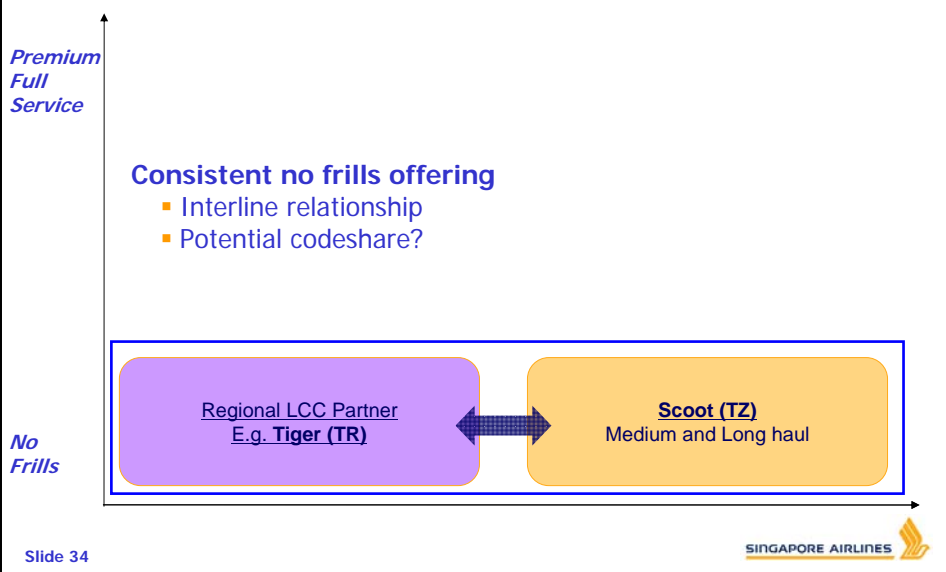 Premium
Full
Service
Consistent no frills offering
▪ Interline relationship
▪ Potential codeshare?
Regional LCC Partner
E.g. Tiger (TR)
Scoot (TZ)
Medium and Long haul
No
Frills
Slide 34
SINGAPORE AIRLINES